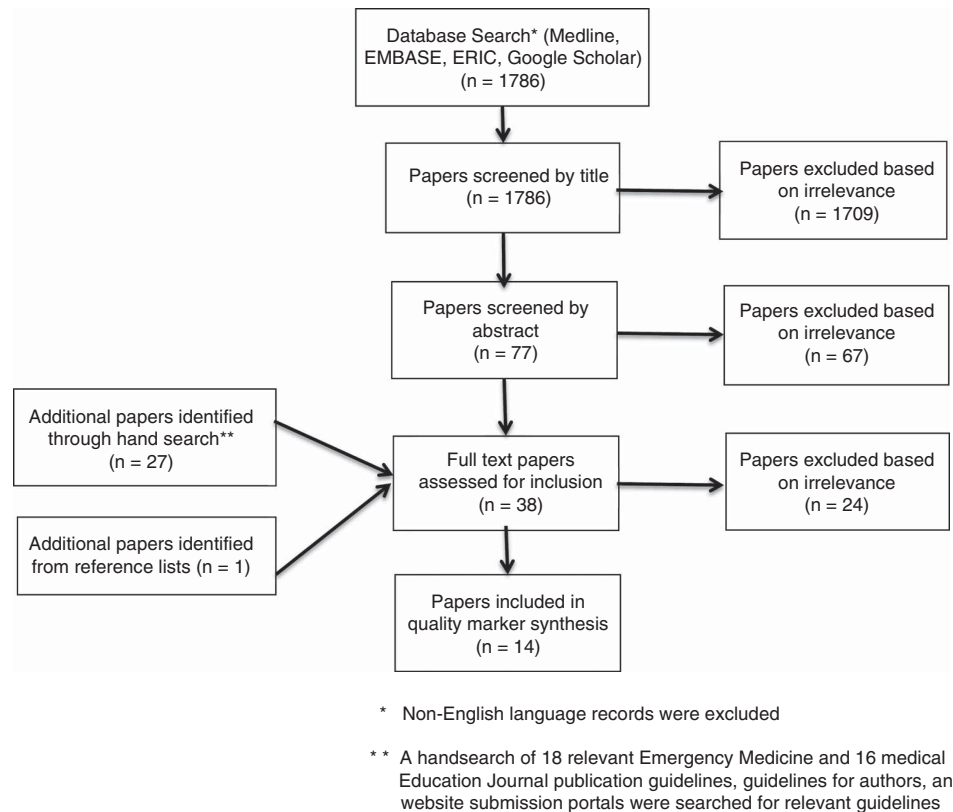 Database Search* (Medline,
EMBASE, ERIC, Google Scholar)
(n = 1786)
Papers screened by title
(n = 1786)
Papers excluded based
on irrelevance
(n = 1709)
Papers screened by
abstract
(n = 77)
Papers excluded based
on irrelevance
(n = 67)
Additional papers identified
through hand search**
(n = 27)
Full text papers
assessed for inclusion
(n = 38)
Papers excluded based
on irrelevance
(n = 24)
Additional papers identified
from reference lists (n = 1)
Papers included in
quality marker synthesis
(n = 14)
* Non-English language records were excluded
* * A handsearch of 18 relevant Emergency Medicine and 16 medical
Education Journal publication guidelines, guidelines for authors, an
website submission portals were searched for relevant guidelines